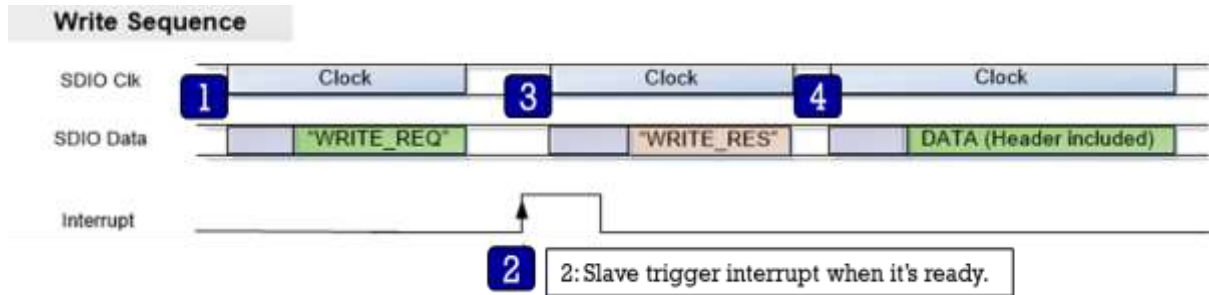 Write Sequence
SDIO Clk
1
Clock
3
Clock
4
Clock
SDIO Data
"WRITE_REQ"
"WRITE_RES"
DATA (Header included)
Interrupt
2
2: Slave trigger interrupt when it's ready.